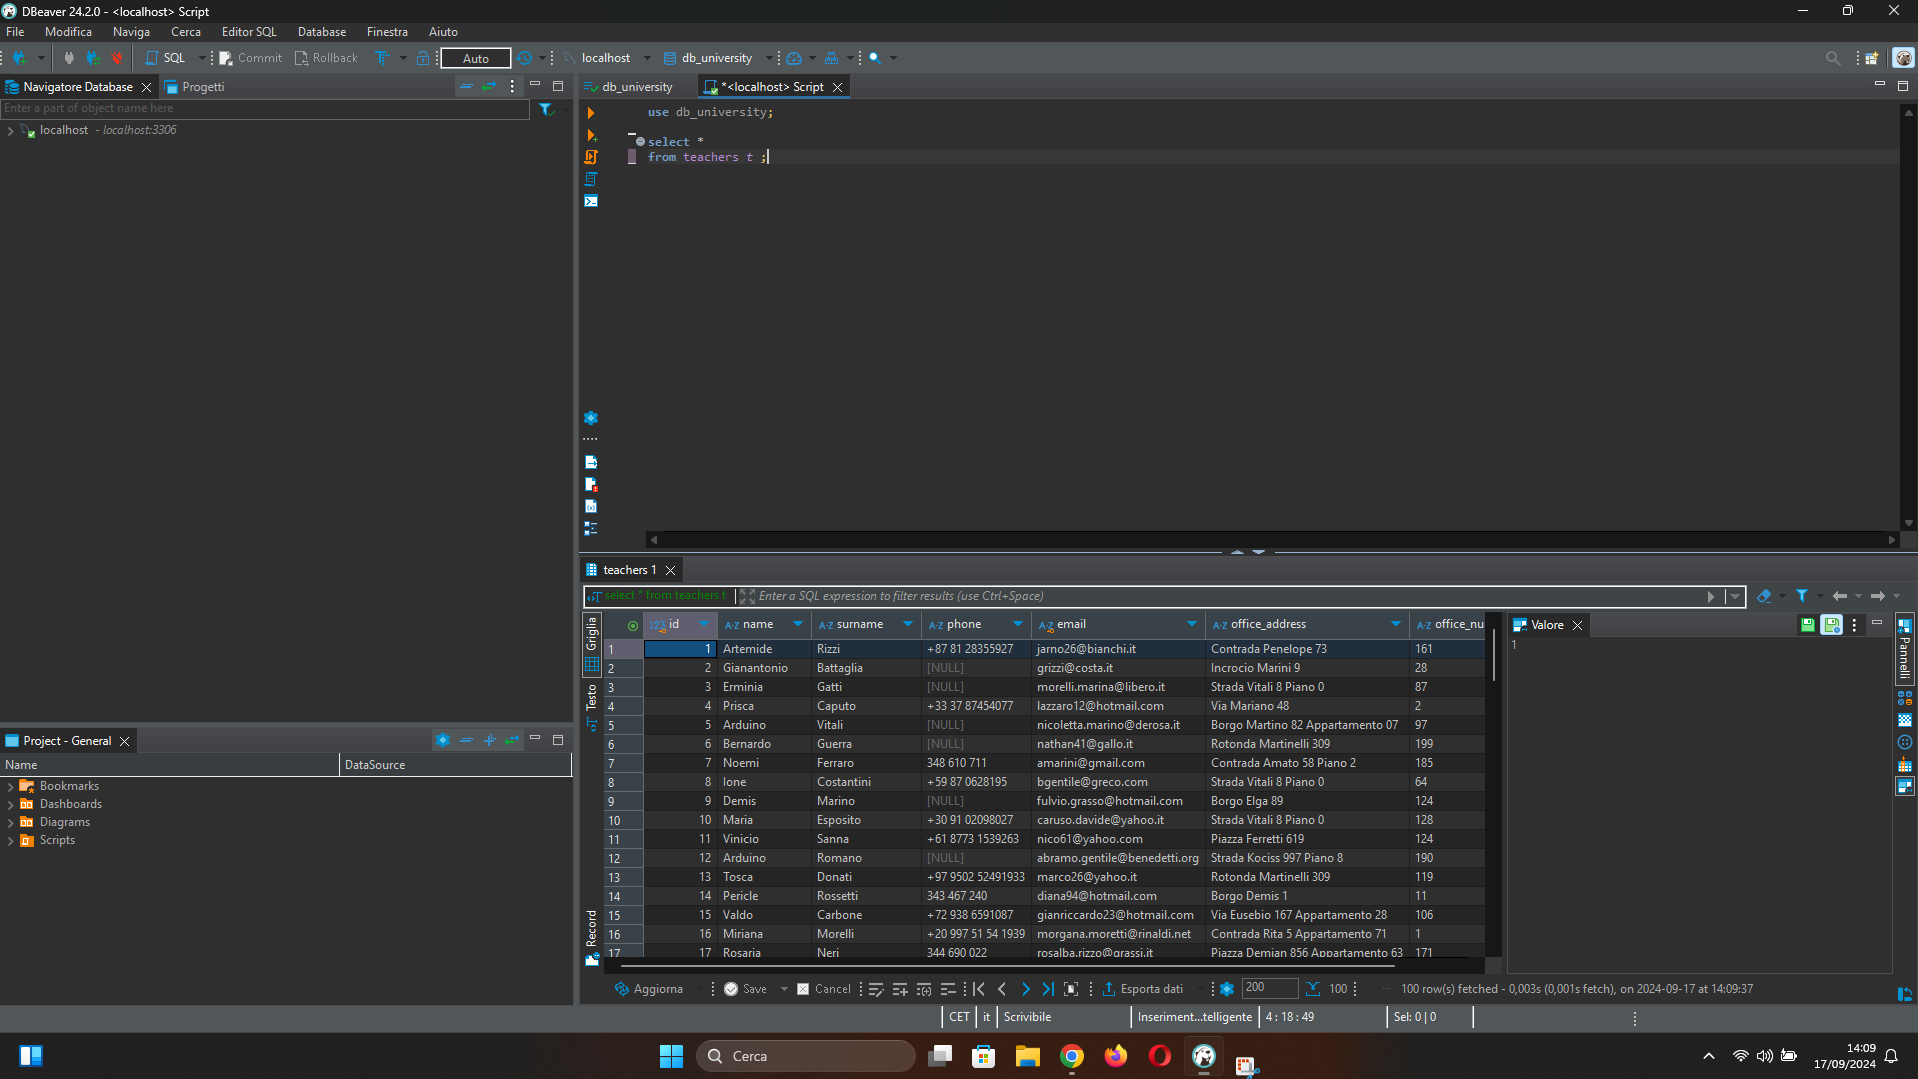 DBeaver 24.2.0 - <localhost> Script
File Modifica Naviga Cerca Editor SQL Database Finestra Aiuto
SQL Commit Rollback Auto localhost db_university
Navigatore Database Progetti
Enter a part of object name here
localhost - localhost:3306
db_university *<localhost> Script
use db_university;
select *
from teachers t ;
teachers 1
select * from teachers t Enter a SQL expression to filter results (use Ctrl+Space)
Griglia
Testo
Record
123 id A-Z name A-Z surname A-Z phone A-Z email A-Z office_address A-Z office_nu
1 1 Artemide Rizzi +87 81 28355927 jarno26@bianchi.it Contrada Penelope 73 161
2 2 Gianantonio Battaglia [NULL] grizzi@costa.it Incrocio Marini 9 28
3 3 Erminia Gatti [NULL] morelli.marina@libero.it Strada Vitali 8 Piano 0 87
4 4 Prisca Caputo +33 37 87454077 lazzaro12@hotmail.com Via Mariano 48 2
5 5 Arduino Vitali [NULL] nicoletta.marino@derosa.it Borgo Martino 82 Appartamento 07 97
6 6 Bernardo Guerra [NULL] nathan41@gallo.it Rotonda Martinelli 309 199
7 7 Noemi Ferraro 348 610 711 amarini@gmail.com Contrada Amato 58 Piano 2 185
8 8 Ione Costantini +59 87 0628195 bgentile@greco.com Strada Vitali 8 Piano 0 64
9 9 Demis Marino [NULL] fulvio.grasso@hotmail.com Borgo Elga 89 124
10 10 Maria Esposito +30 91 02098027 caruso.davide@yahoo.it Strada Vitali 8 Piano 0 128
11 11 Vinicio Sanna +61 8773 1539263 nico61@yahoo.com Piazza Ferretti 619 124
12 12 Arduino Romano [NULL] abramo.gentile@benedetti.org Strada Kociss 997 Piano 8 190
13 13 Tosca Donati +97 9502 52491933 marco26@yahoo.it Rotonda Martinelli 309 119
14 14 Pericle Rossetti 343 467 240 diana94@hotmail.com Borgo Demis 1 11
15 15 Valdo Carbone +72 938 6591087 gianriccardo23@hotmail.com Via Eusebio 167 Appartamento 28 106
16 16 Miriana Morelli +20 997 51 54 1939 morgana.moretti@rinaldi.net Contrada Rita 5 Appartamento 71 1
17 17 Rosaria Neri 344 690 022 rosalba.rizzo@grassi.it Piazza Demian 856 Appartamento 63 171
Valore
1
Pannelli
Aggiorna Save Cancel Esporta dati 200 100 100 row(s) fetched - 0,003s (0,001s fetch), on 2024-09-17 at 14:09:37
Project - General
Name DataSource
Bookmarks
Dashboards
Diagrams
Scripts
CET it Scrivibile Inseriment...telligente 4 : 18 : 49 Sel: 0 | 0
Cerca
14:09
17/09/2024